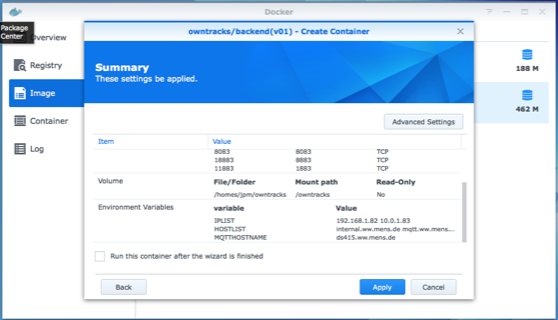 Docker
Package
Center
Overview
Registry
Image
Container
Log
188 M
462 M
owntracks/backend(v01) - Create Container
Summary
These settings be applied.
Advanced Settings
Item Value
8083 8083 TCP
18883 8883 TCP
11883 1883 TCP
Volume File/Folder Mount path Read-Only
/homes/jpm/owntracks /owntracks No
Environment Variables variable Value
IPLIST 192.168.1.82 10.0.1.83
HOSTLIST internal.ww.mens.de mqtt.ww.mens...
MQTTHOSTNAME ds415.ww.mens.de
Run this container after the wizard is finished
Back Apply Cancel